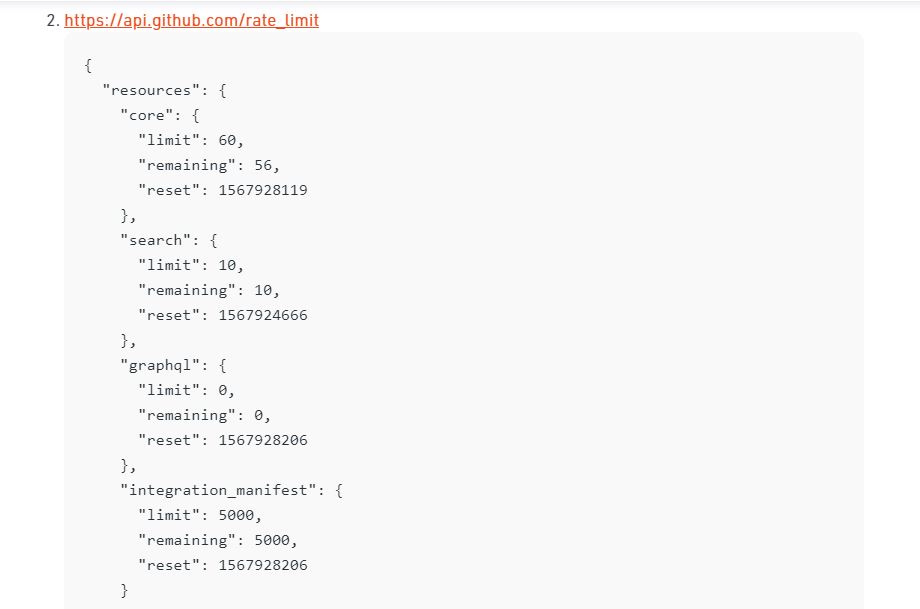 2. https://api.github.com/rate_limit
{
  "resources": {
    "core": {
      "limit": 60,
      "remaining": 56,
      "reset": 1567928119
    },
    "search": {
      "limit": 10,
      "remaining": 10,
      "reset": 1567924666
    },
    "graphql": {
      "limit": 0,
      "remaining": 0,
      "reset": 1567928206
    },
    "integration_manifest": {
      "limit": 5000,
      "remaining": 5000,
      "reset": 1567928206
    }